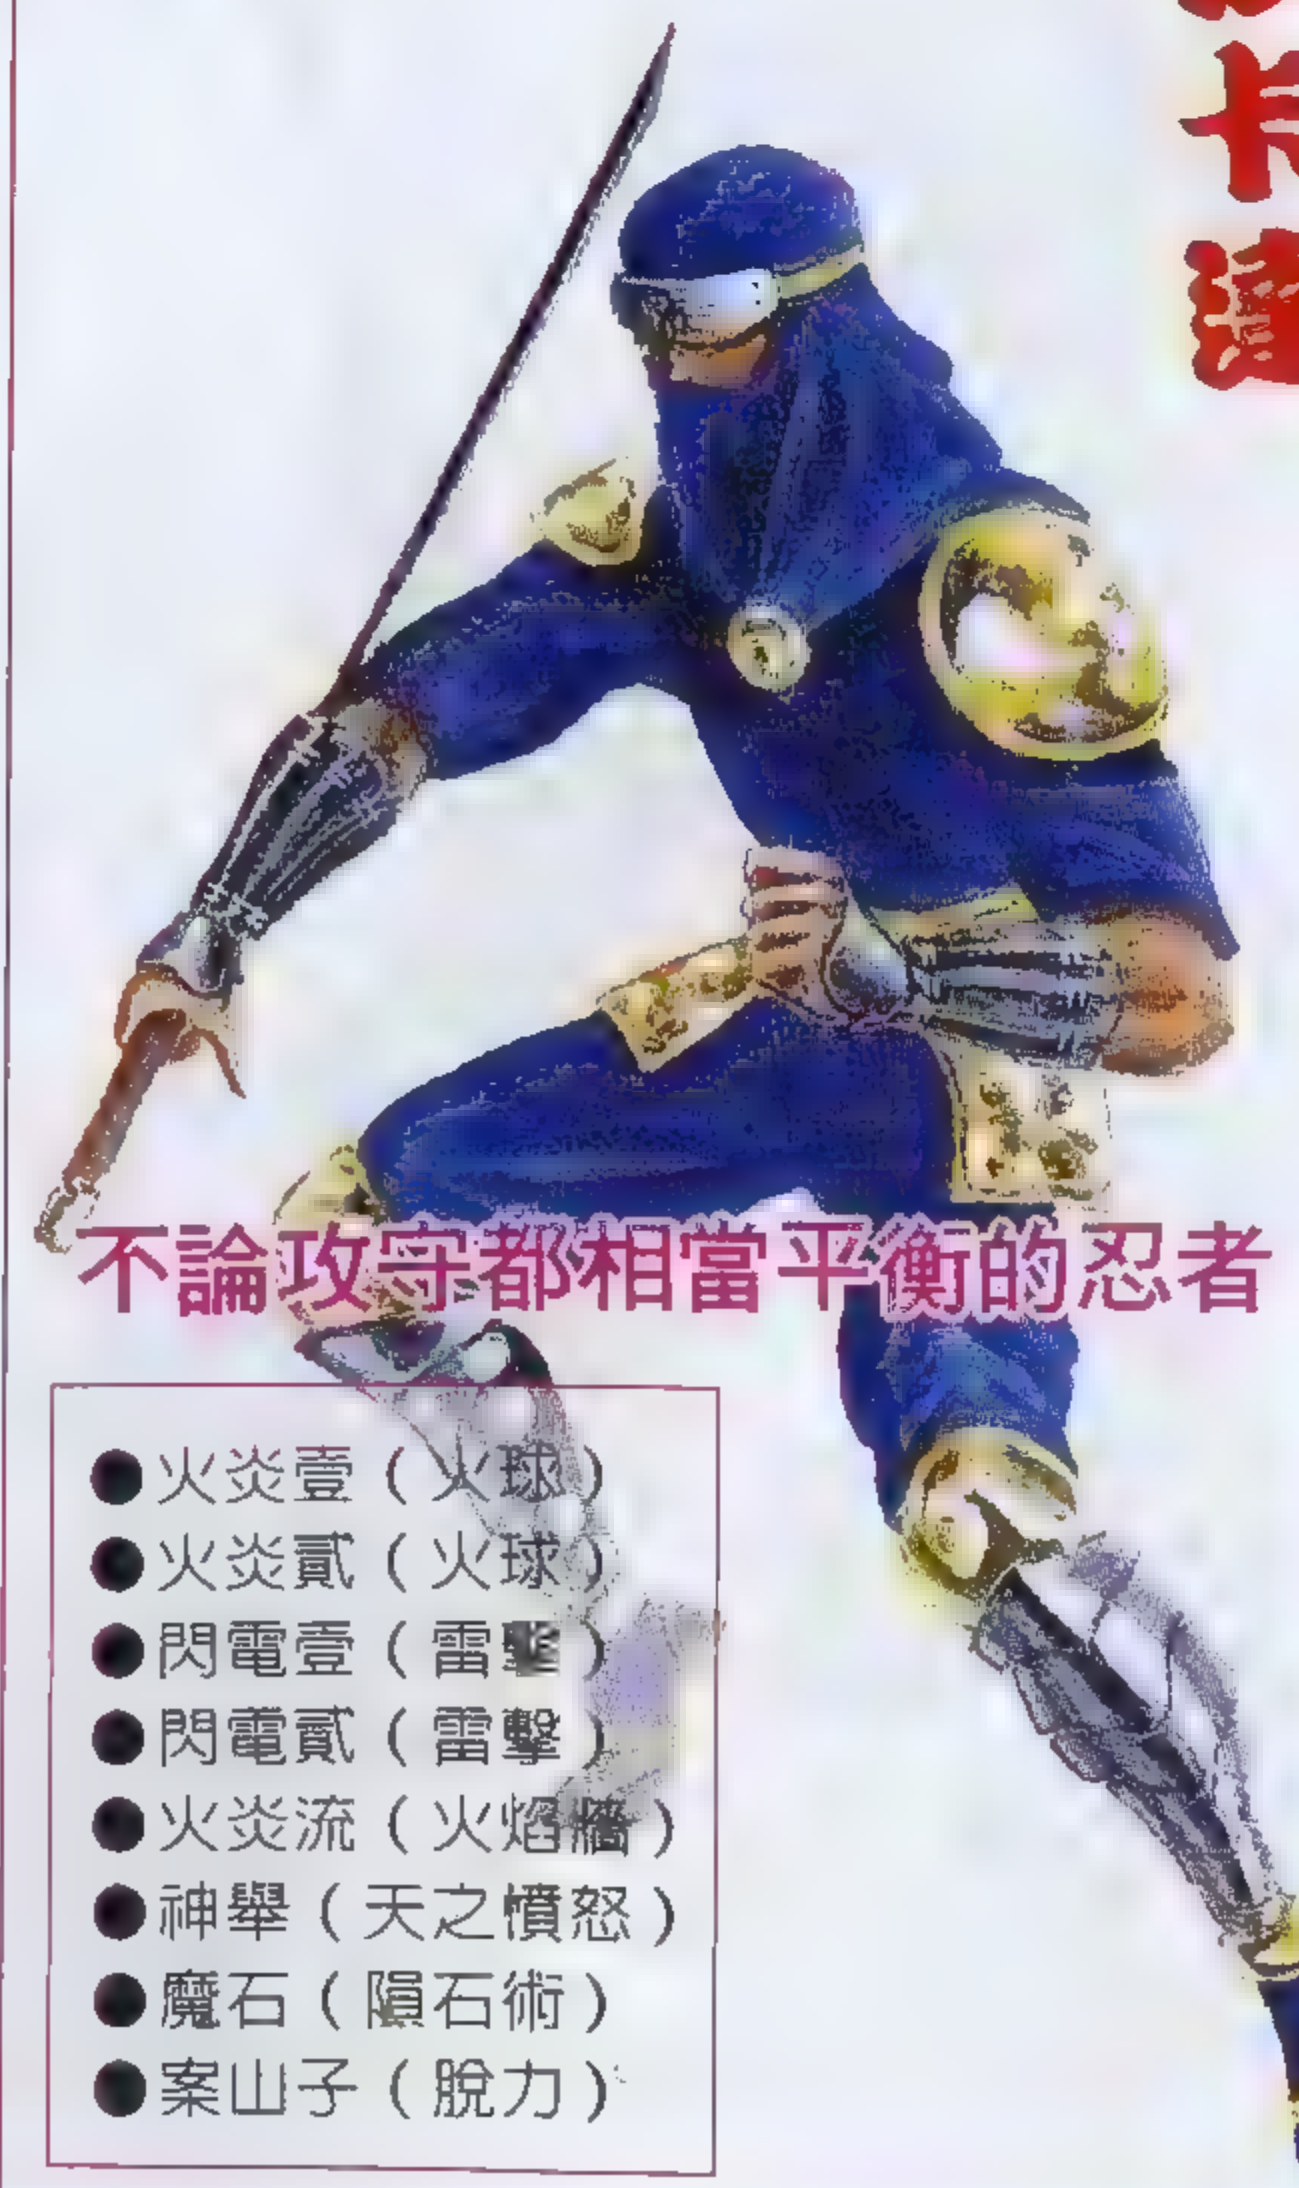 卡達
不論攻守都相當平衡的忍者
●火炎壹（火球）
●火炎貳（火球）
●閃電壹（雷擊）
●閃電貳（雷擊）
●火炎流（火焰牆）
●神舉（天之憤怒）
●魔石（隕石術）
●案山子（脫力）